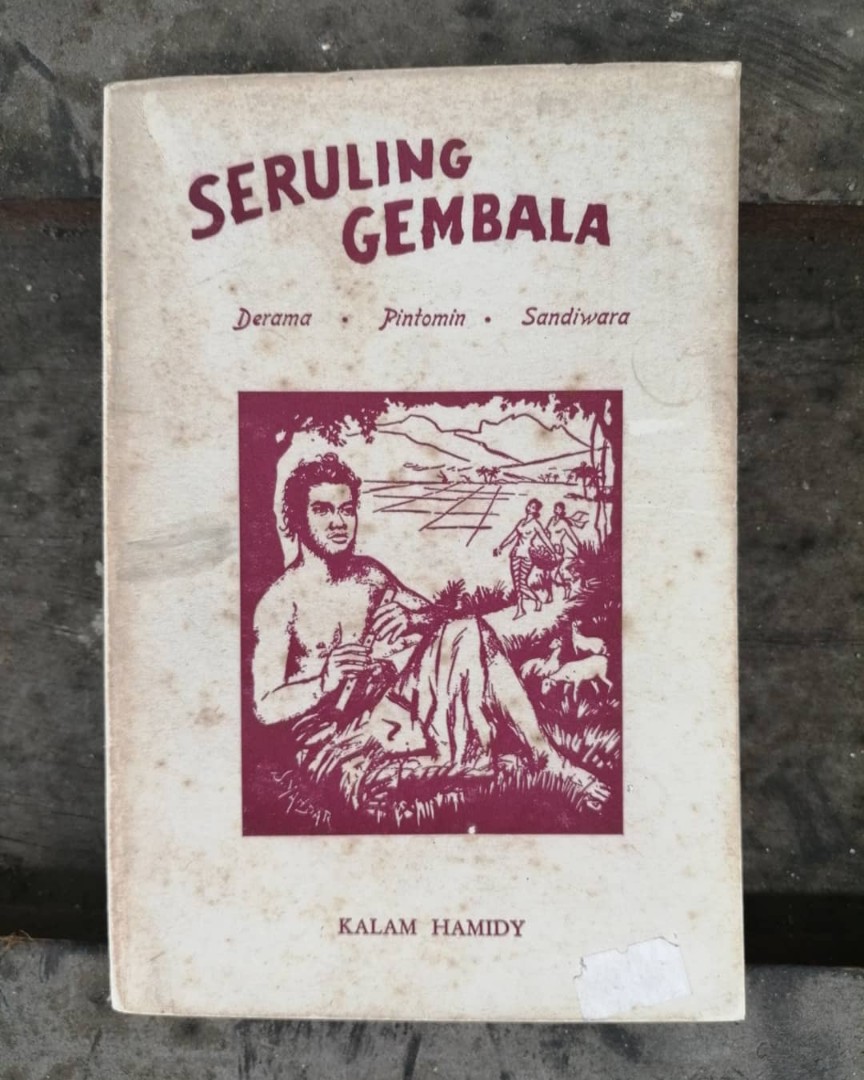 SERULING
GEMBALA
Derama • Pintomin • Sandiwara
KALAM HAMIDY